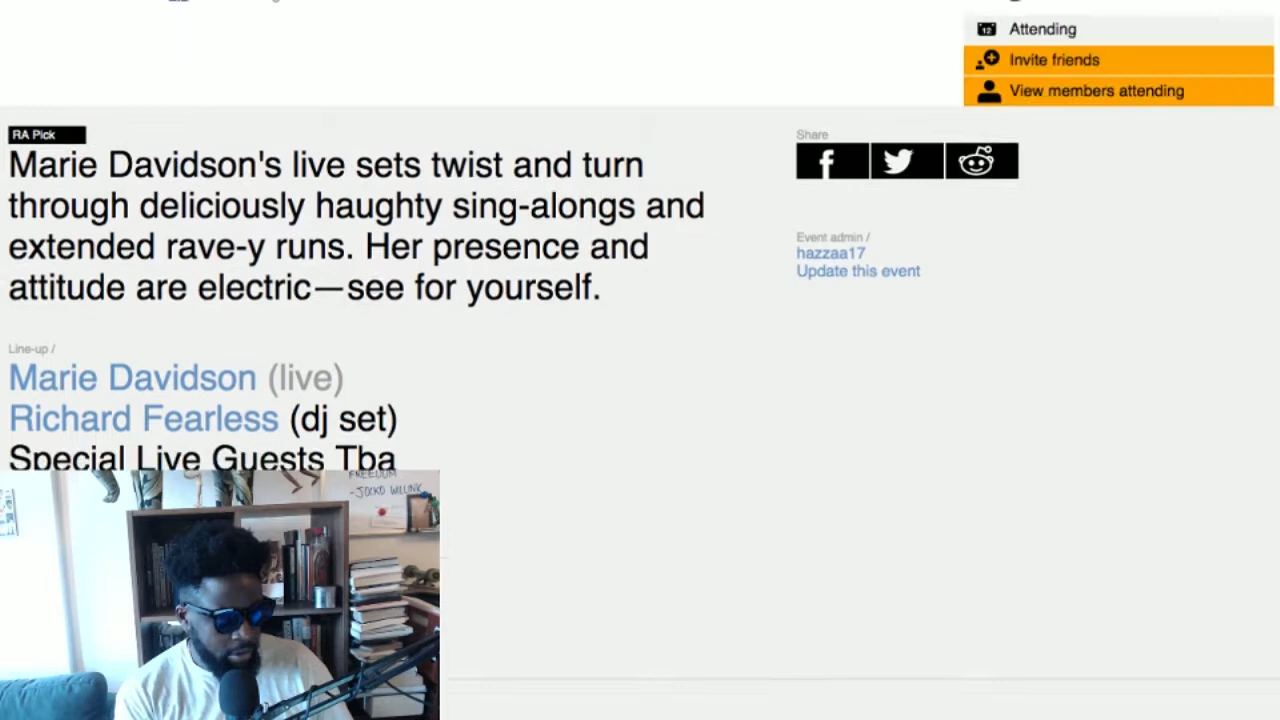 Attending
Invite friends
View members attending
RA Pick
Marie Davidson's live sets twist and turn
through deliciously haughty sing-alongs and
extended rave-y runs. Her presence and
attitude are electric—see for yourself.
Share
Event admin /
hazzaa17
Update this event
Line-up /
Marie Davidson (live)
Richard Fearless (dj set)
Special Live Guests Tba
FREEDOM
-JOCKO WILLINK